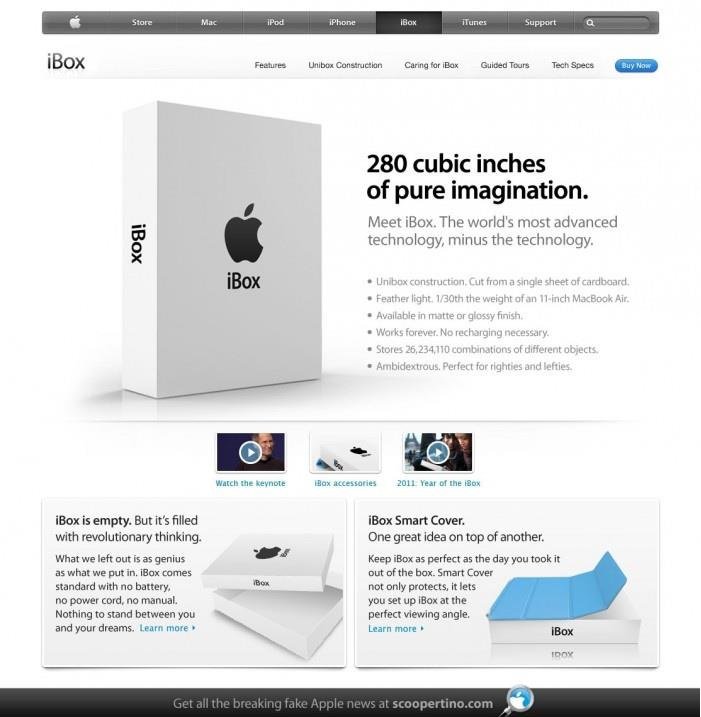 Store Mac iPod iPhone iBox iTunes Support
iBox
Features Unibox Construction Caring for iBox Guided Tours Tech Specs Buy Now
iBox
iBox
280 cubic inches
of pure imagination.
Meet iBox. The world's most advanced
technology, minus the technology.
Unibox construction. Cut from a single sheet of cardboard.
Feather light. 1/30th the weight of an 11-inch MacBook Air.
Available in matte or glossy finish.
Works forever. No recharging necessary.
Stores 26,234,110 combinations of different objects.
Ambidextrous. Perfect for righties and lefties.
Watch the keynote
iBox accessories
2011: Year of the iBox
iBox is empty. But it's filled
with revolutionary thinking.
What we left out is as genius
as what we put in. iBox comes
standard with no battery,
no power cord, no manual.
Nothing to stand between you
and your dreams. Learn more
iBox
iBox
iBox Smart Cover.
One great idea on top of another.
Keep iBox as perfect as the day you took it
out of the box. Smart Cover
not only protects, it lets
you set up iBox at the
perfect viewing angle.
Learn more
iBox
Get all the breaking fake Apple news at scoopertino.com